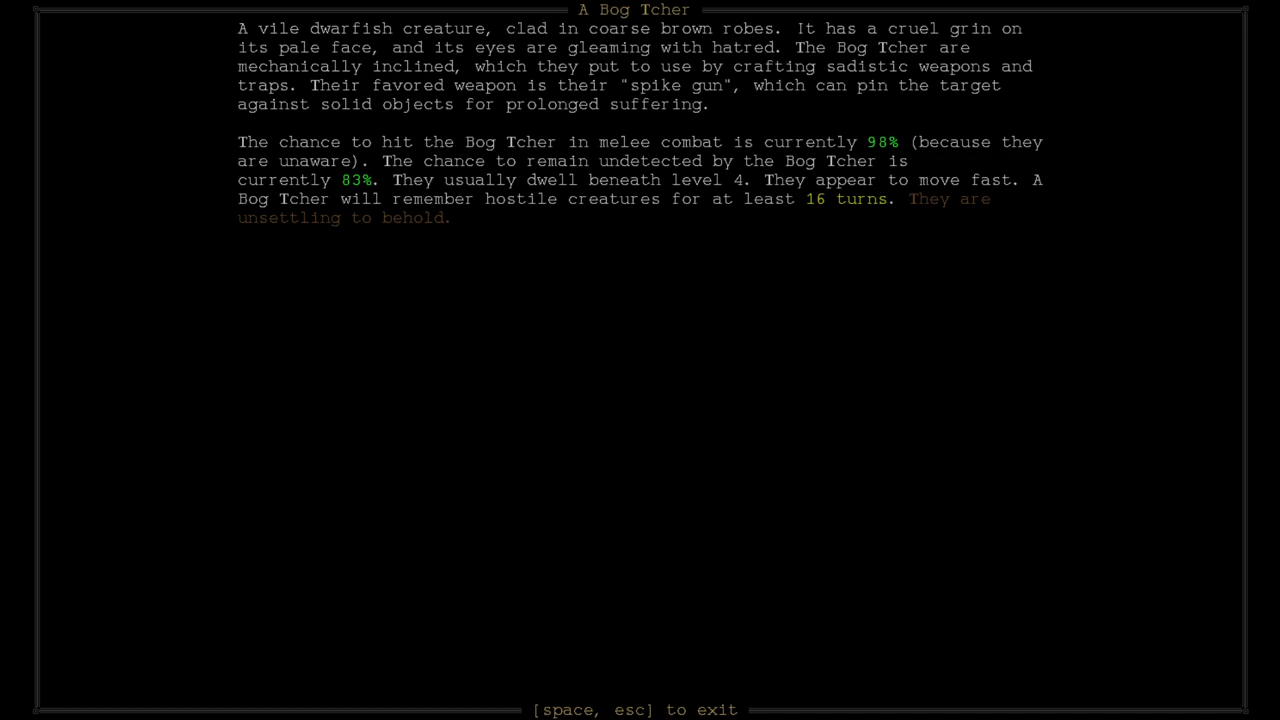 A Bog Tcher
A vile dwarfish creature, clad in coarse brown robes. It has a cruel grin on
its pale face, and its eyes are gleaming with hatred. The Bog Tcher are
mechanically inclined, which they put to use by crafting sadistic weapons and
traps. Their favored weapon is their "spike gun", which can pin the target
against solid objects for prolonged suffering.
The chance to hit the Bog Tcher in melee combat is currently 98% (because they
are unaware). The chance to remain undetected by the Bog Tcher is
currently 83%. They usually dwell beneath level 4. They appear to move fast. A
Bog Tcher will remember hostile creatures for at least 16 turns. They are
unsettling to behold.
[space, esc] to exit